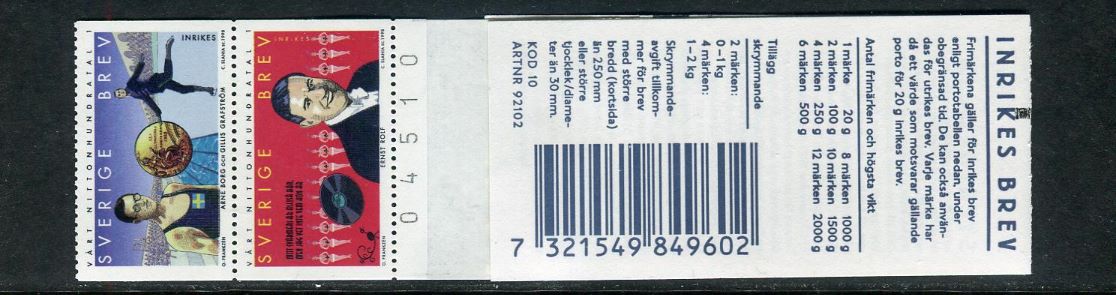 VÅRT NITTONHUNDRATAL 1
SVERIGE BREV
INRIKES
ARNE BORG OCH GILLIS GRAFSTRÖM
VÅRT NITTONHUNDRATAL 1
SVERIGE BREV
INRIKES
ERNST ROLF
O. FRANZÉN
O. FRANZÉN
04510
INRIKES BREV
Frimärkena gäller för inrikes brev
enligt portotabellen nedan, under
obegränsad tid. De kan också använ-
das för utrikes brev. Varje märke har
då ett värde som motsvarar gällande
porto för 20 g inrikes brev.
Antal frimärken och högsta vikt
1 märke 20 g 8 märken 1000 g
2 märken 100 g 10 märken 1500 g
4 märken 250 g 12 märken 2000 g
6 märken 500 g
Tillägg
skrymmande
2 märken:
0–1 kg
4 märken:
1–2 kg
Skrymmande-
avgift tillkom-
mer för brev
med större
bredd (kortsida)
än 250 mm
eller större
tjocklek/diame-
ter än 30 mm.
KOD 10
ARTNR 92102
7 321549 849602